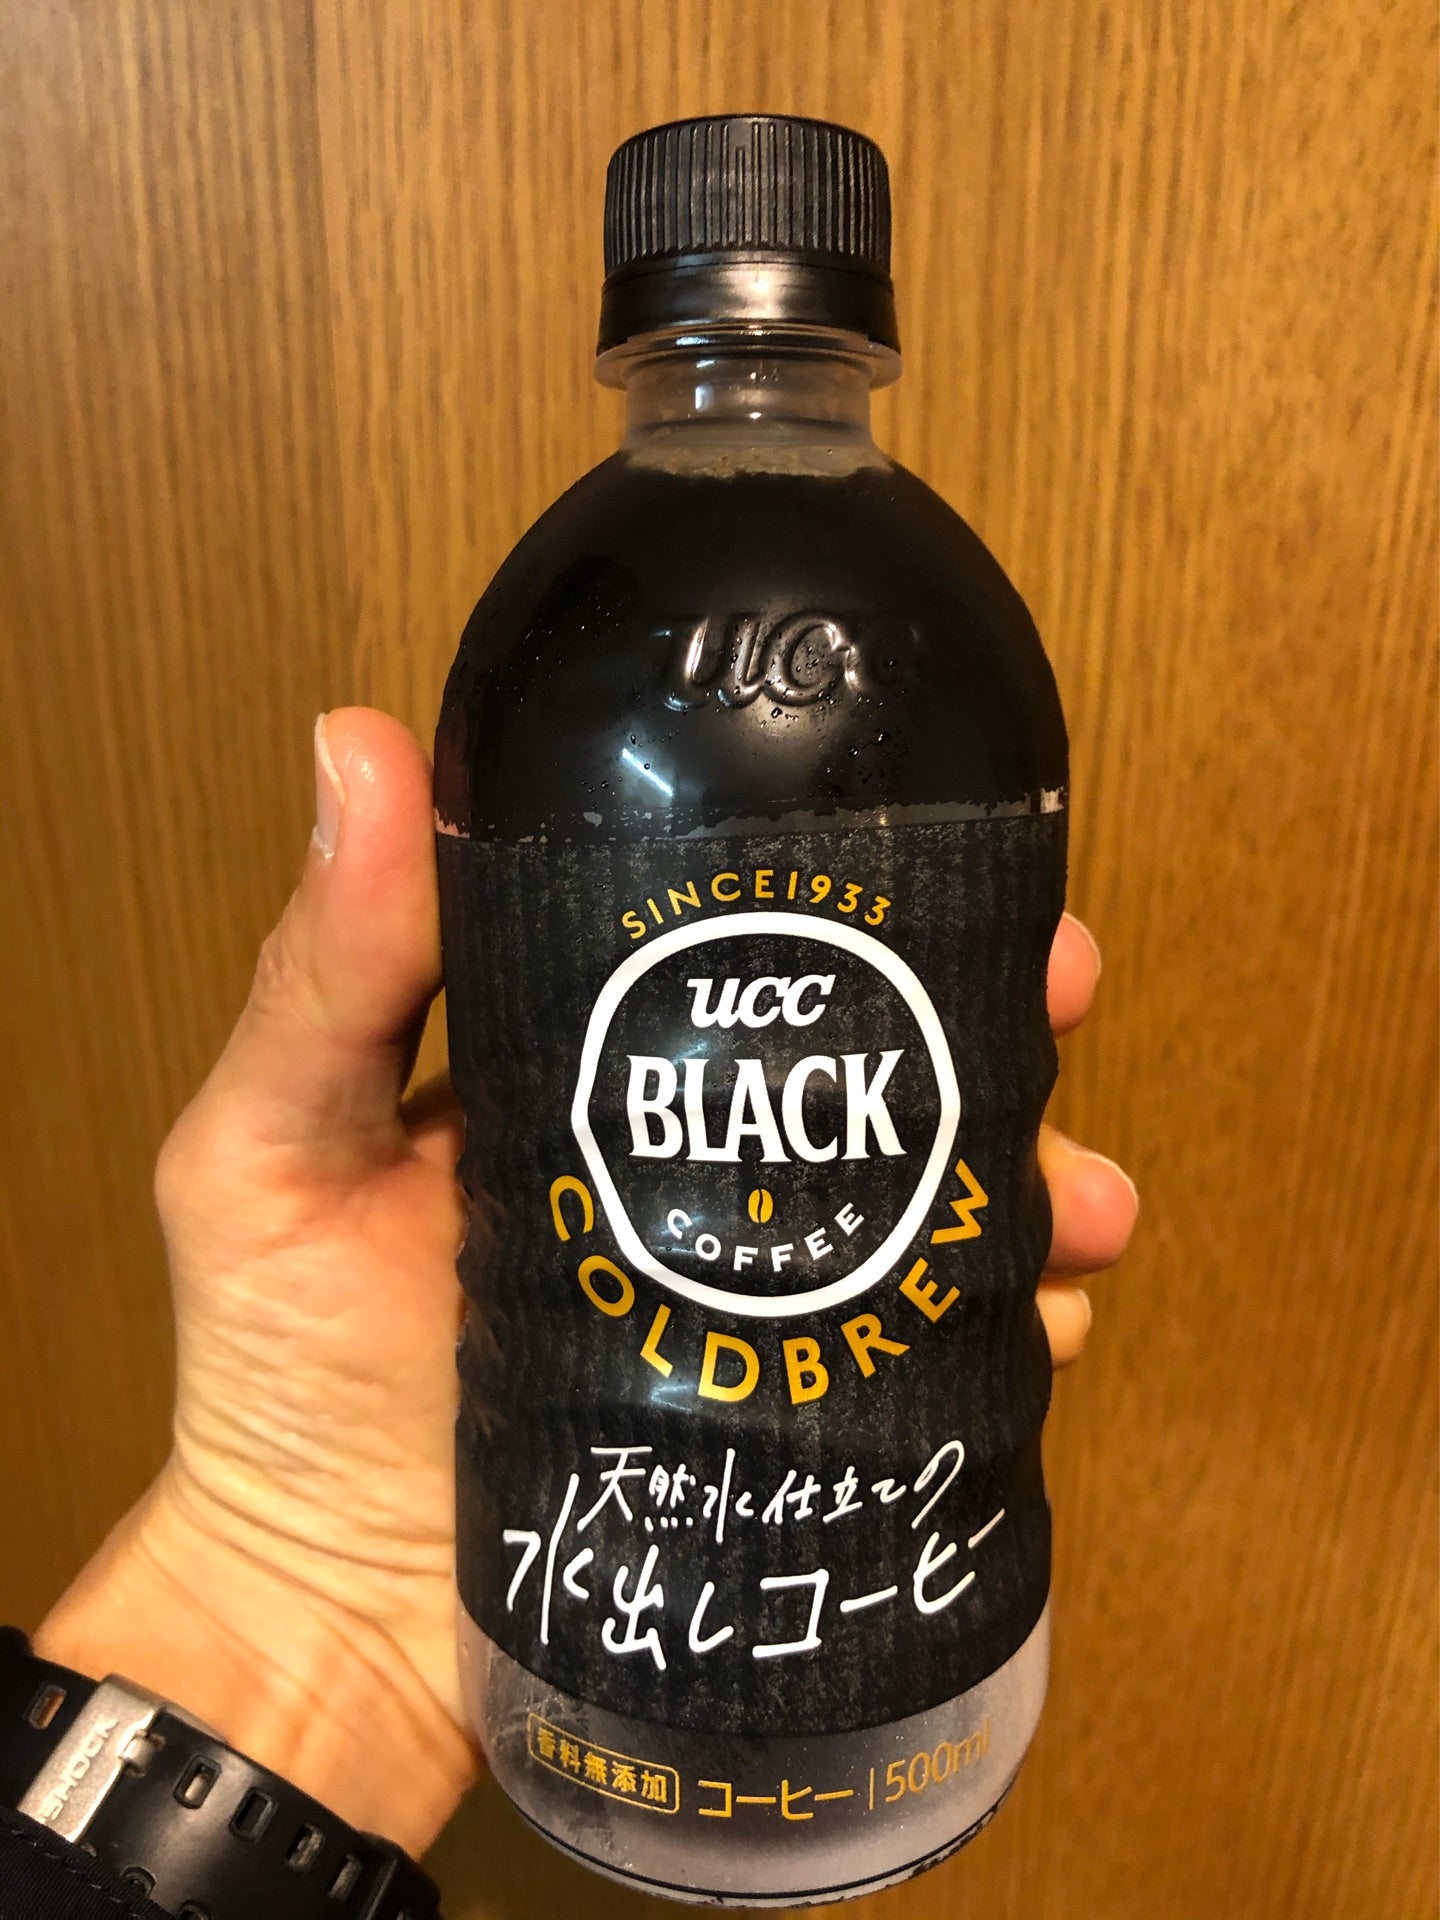 ucc
SINCE1933
ucc
BLACK
COFFEE
COLDBREW
天然水仕立ての
水出しコーヒー
香料無添加 コーヒー | 500ml
SHOCK